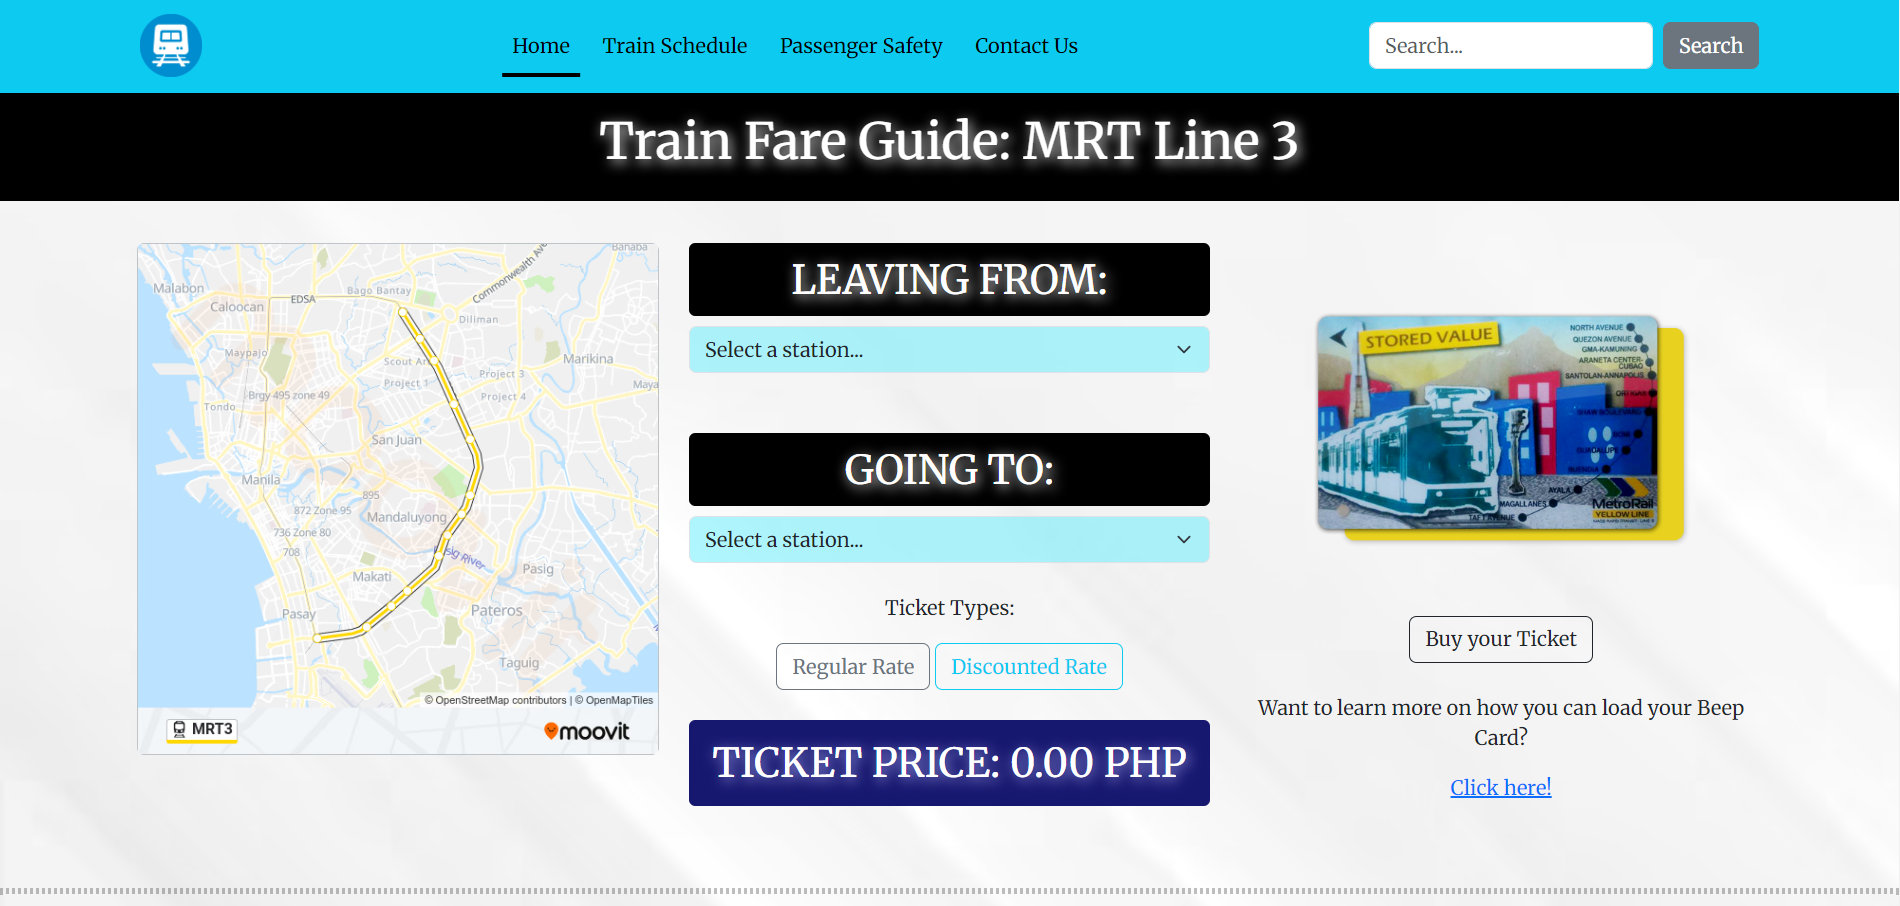 Home
Train Schedule
Passenger Safety
Contact Us
Search...
Search
Train Fare Guide: MRT Line 3
Malabon
Caloocan
EDSA
Bago Bantay
Commonwealth Av
Banaba
Diliman
Maypajo
Scout Ar
Marikina
Project 1
Project 3
Project 4
Maya
Brgy 495 zone 49
Tondo
San Juan
Manila
895
872 Zone 95
Mandaluyong
736 Zone 80
708
sig River
Makati
Pasig
Pasay
Pateros
Taguig
© OpenStreetMap contributors | © OpenMapTiles
MRT3
moovit
LEAVING FROM:
Select a station...
GOING TO:
Select a station...
Ticket Types:
Regular Rate
Discounted Rate
TICKET PRICE: 0.00 PHP
STORED VALUE
NORTH AVENUE
QUEZON AVENUE
GMA-KAMUNING
ARANETA CENTER-
CUBAO
SANTOLAN-ANNAPOLIS
ORTIGAS
SHAW BOULEVARD
BONI
GUADALUPE
BUENDIA
AYALA
MAGALLANES
TAFT AVENUE
MetroRail
YELLOW LINE
Buy your Ticket
Want to learn more on how you can load your Beep
Card?
Click here!